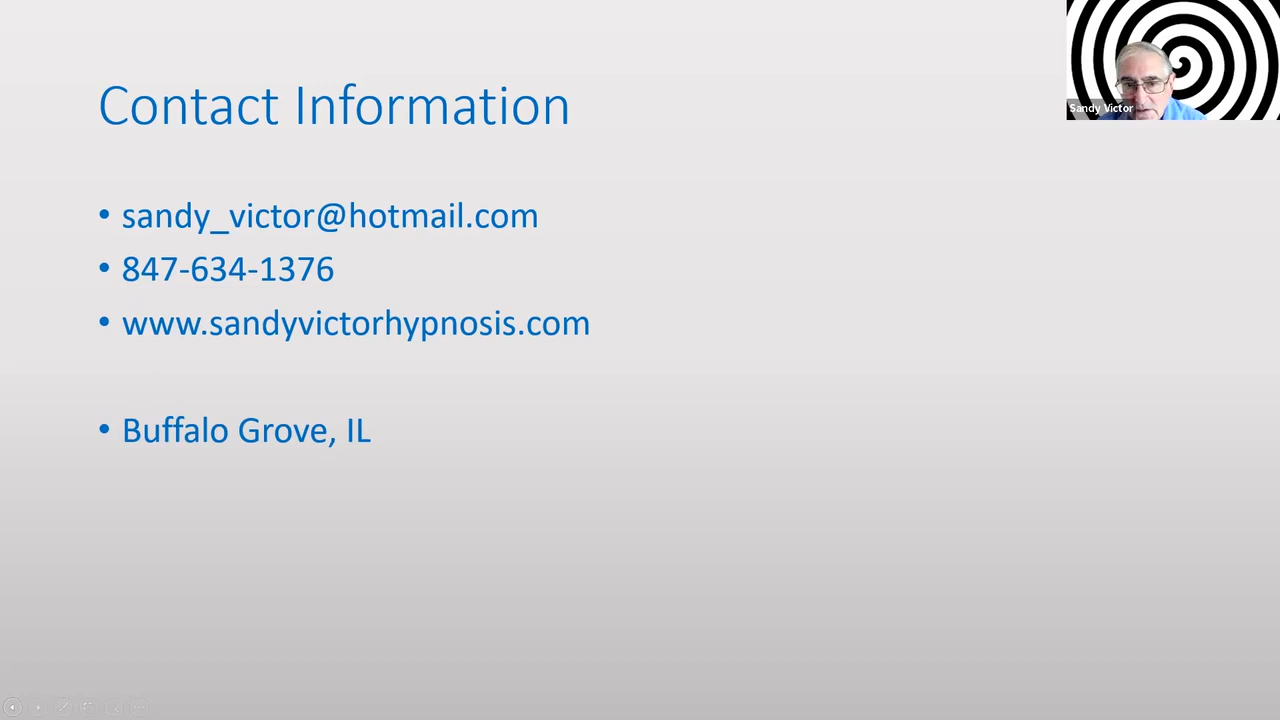 Sandy Victor
Contact Information
• sandy_victor@hotmail.com
• 847-634-1376
• www.sandyvictorhypnosis.com
• Buffalo Grove, IL